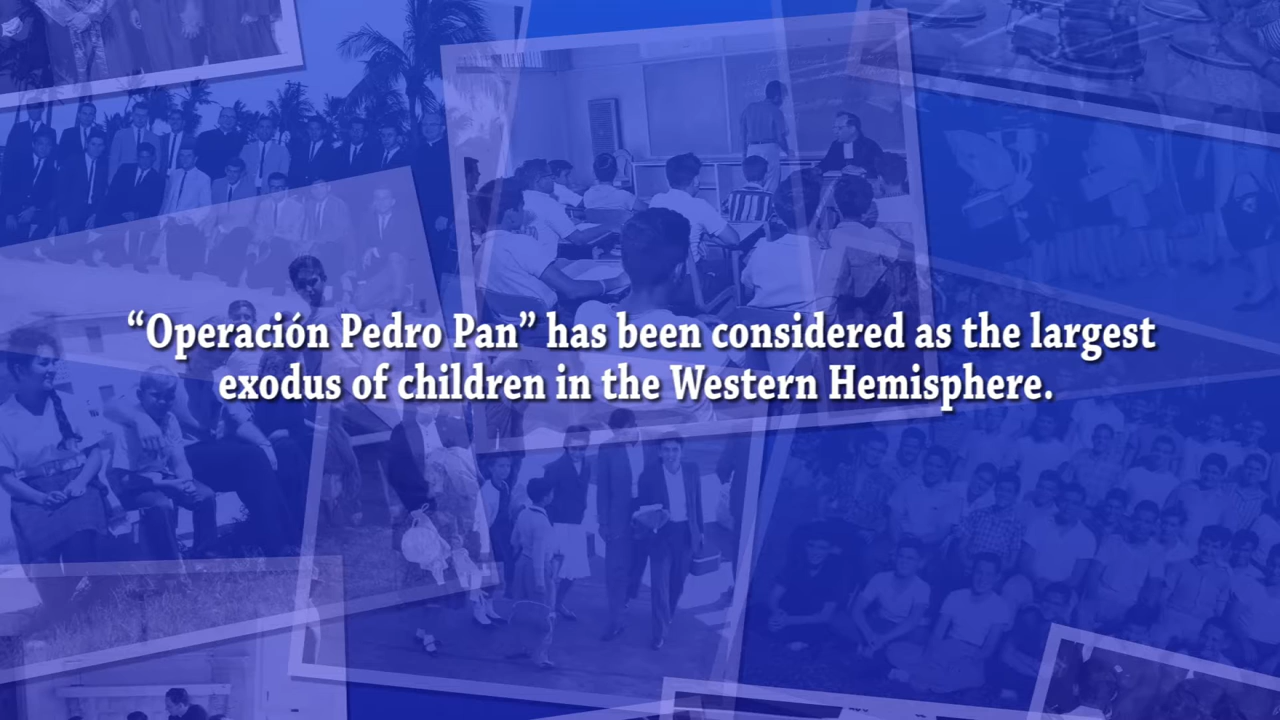 “Operación Pedro Pan” has been considered as the largest
exodus of children in the Western Hemisphere.